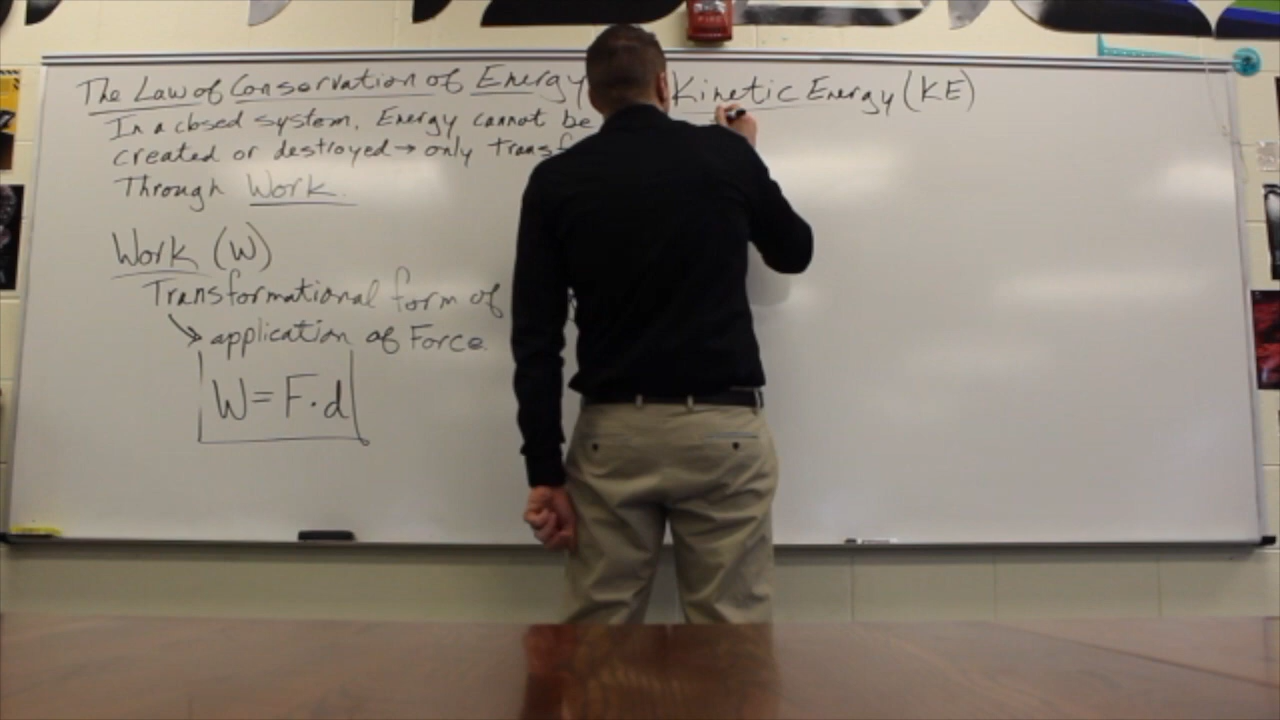 The Law of Conservation of Energy
In a closed system, Energy cannot be
created or destroyed → only Transf
Through Work.
Work (W)
Transformational form of
↳ application of Force.
W = F · d
Kinetic Energy (KE)